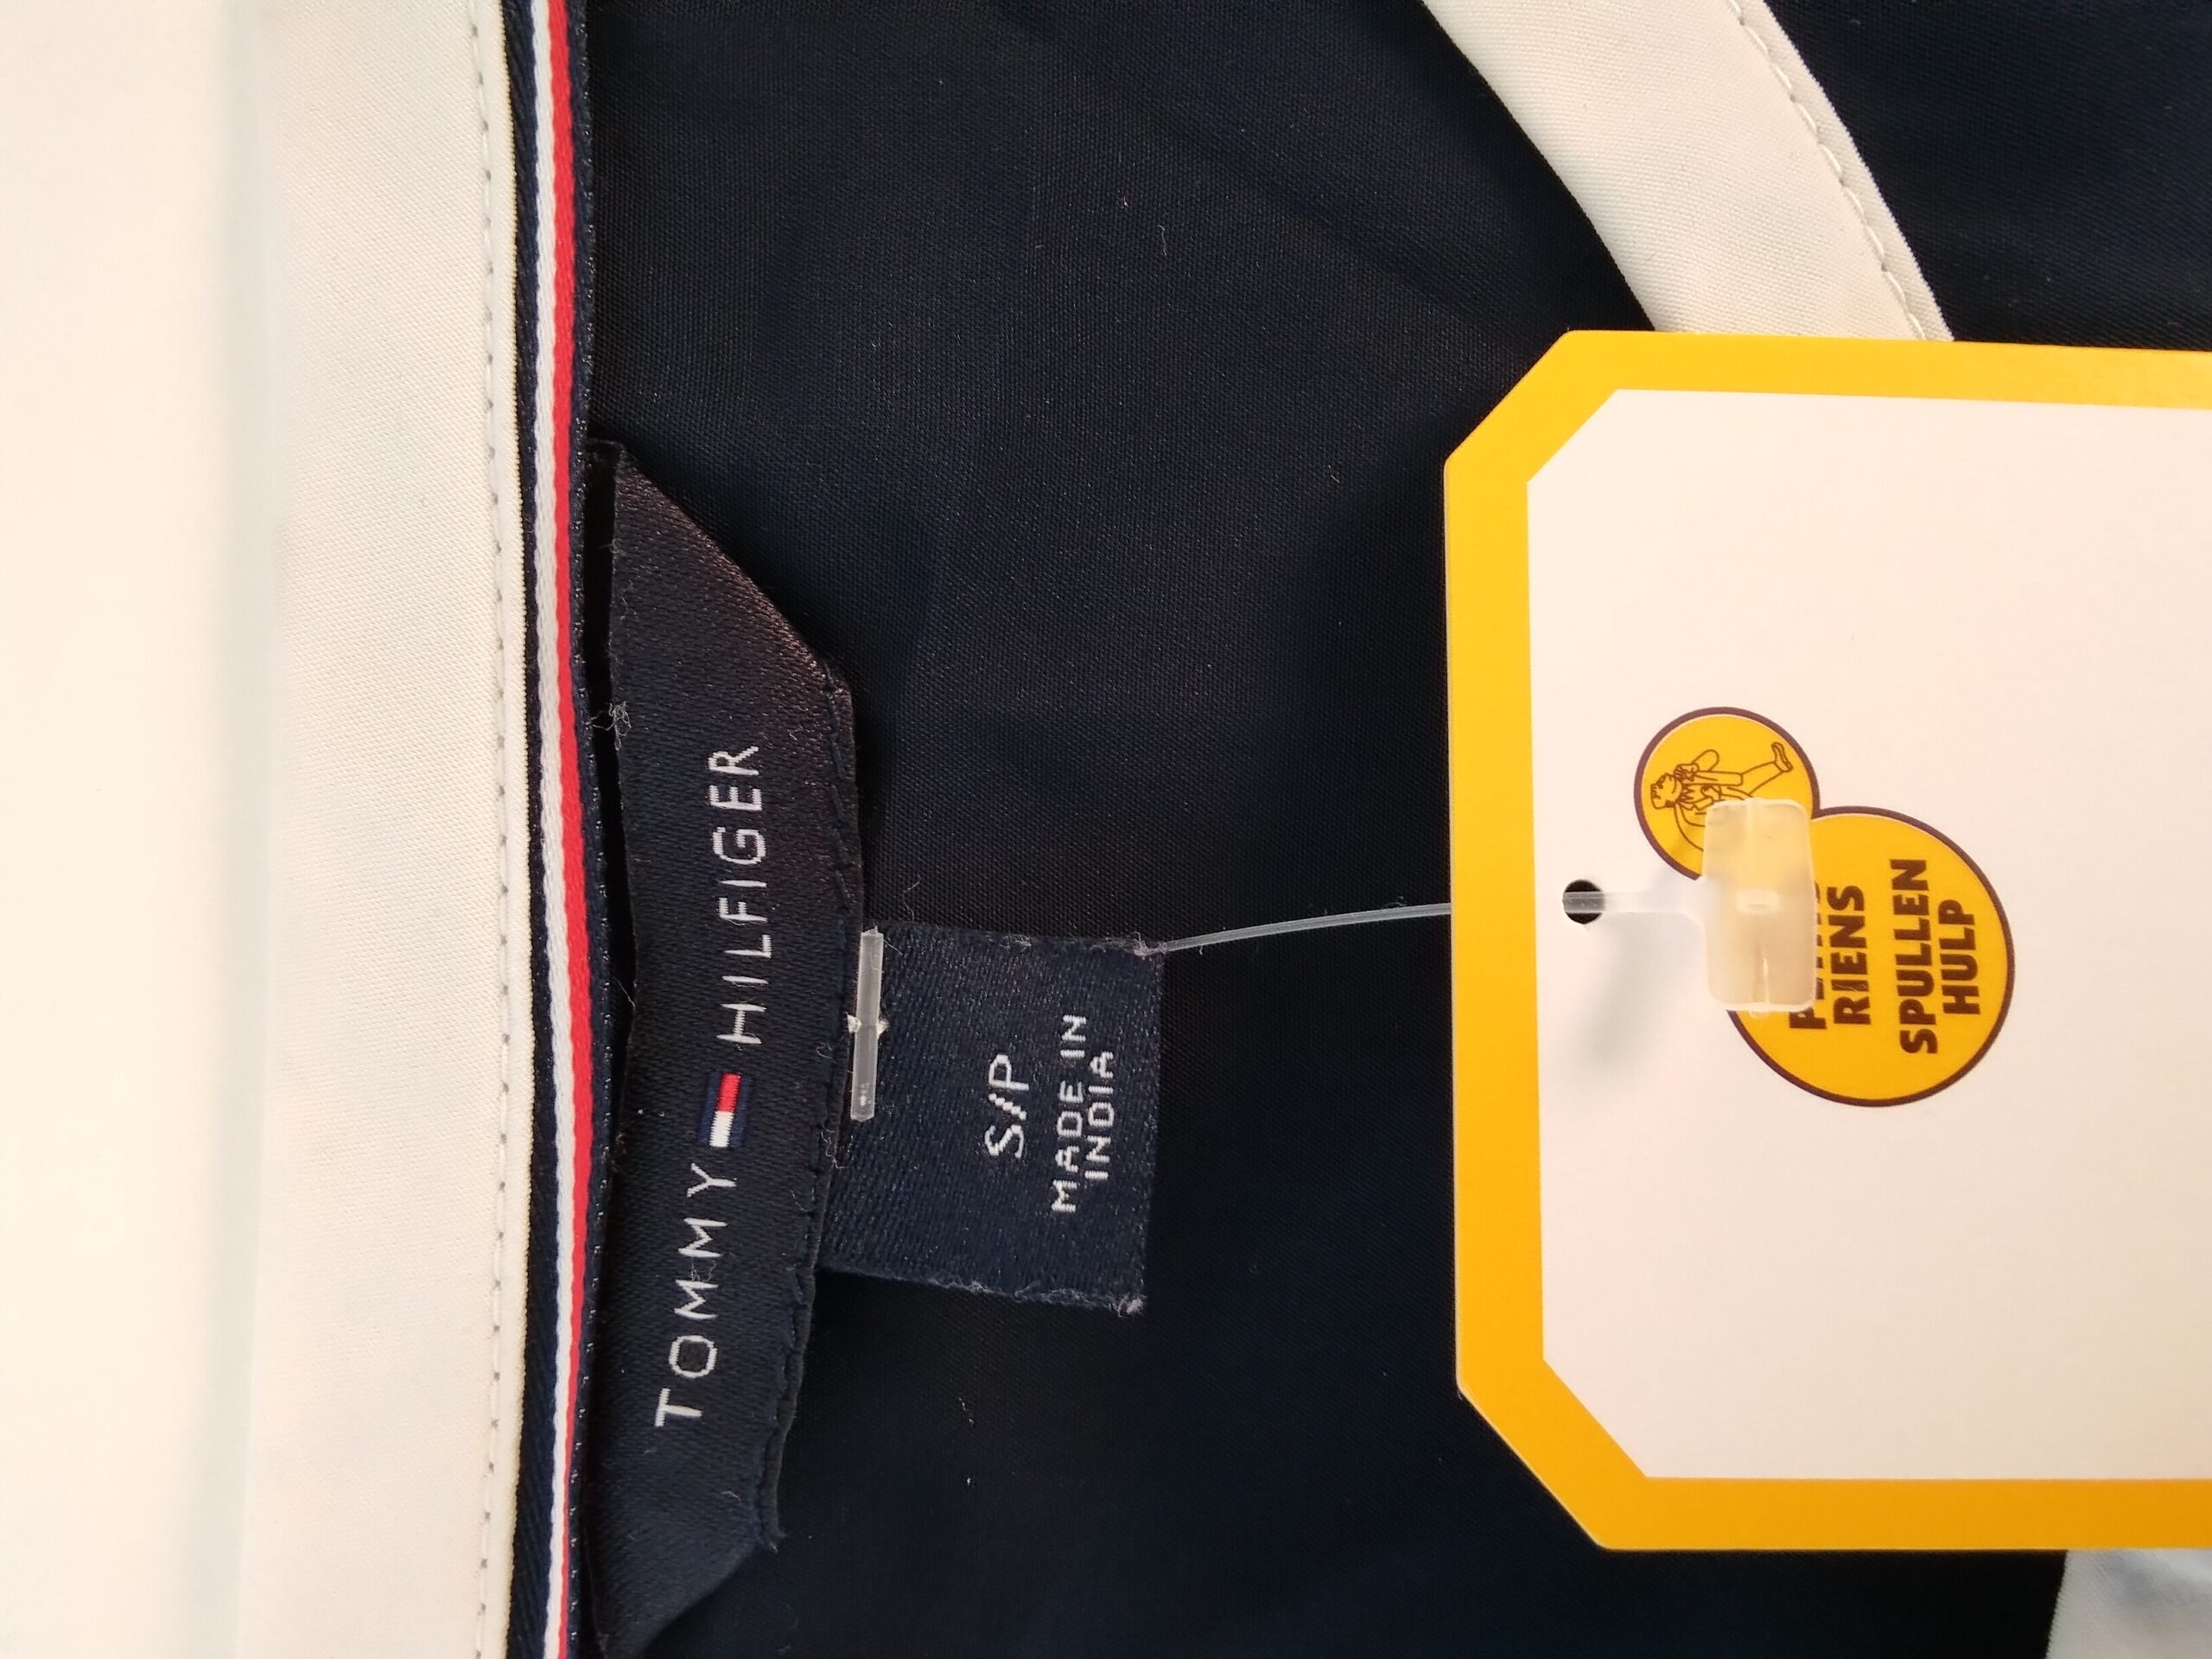 TOMMY HILFIGER
S/P
MADE IN
INDIA
RIENS
SPULLEN
HULP